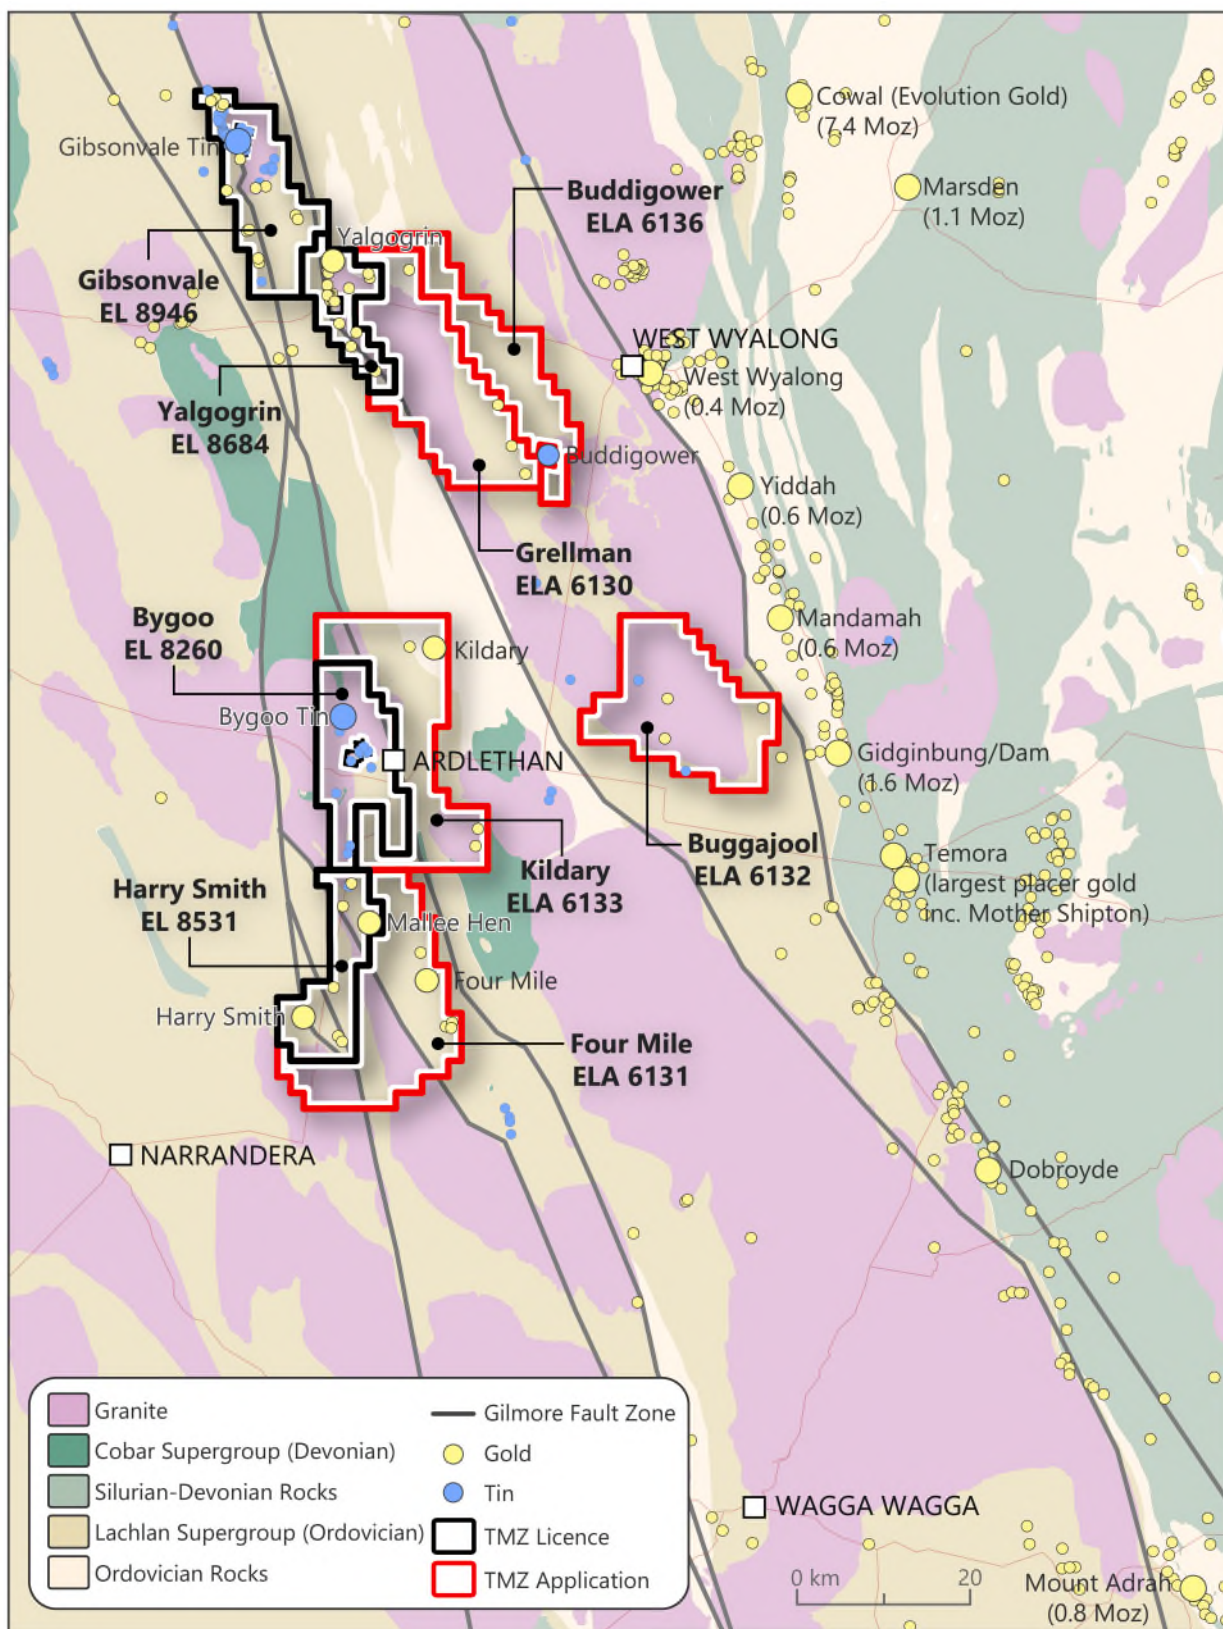 Cowal (Evolution Gold)
(7.4 Moz)
Gibsonvale Tin
Buddigower
ELA 6136
Marsden
(1.1 Moz)
Yalgogrin
Gibsonvale
EL 8946
WEST WYALONG
West Wyalong
(0.4 Moz)
Yalgogrin
EL 8684
Buddigower
Yiddah
(0.6 Moz)
Grellman
ELA 6130
Bygoo
EL 8260
Mandamah
(0.6 Moz)
Kildary
Bygoo Tin
ARDLETHAN
Gidginbung/Dam
(1.6 Moz)
Buggajool
ELA 6132
Kildary
ELA 6133
Temora
(largest placer gold
inc. Mother Shipton)
Harry Smith
EL 8531
Mallee Hen
Four Mile
Harry Smith
Four Mile
ELA 6131
NARRANDERA
Dobroyde
Granite
Cobar Supergroup (Devonian)
Silurian-Devonian Rocks
Lachlan Supergroup (Ordovician)
Ordovician Rocks
Gilmore Fault Zone
Gold
Tin
TMZ Licence
TMZ Application
WAGGA WAGGA
0 km 20
Mount Adrah
(0.8 Moz)